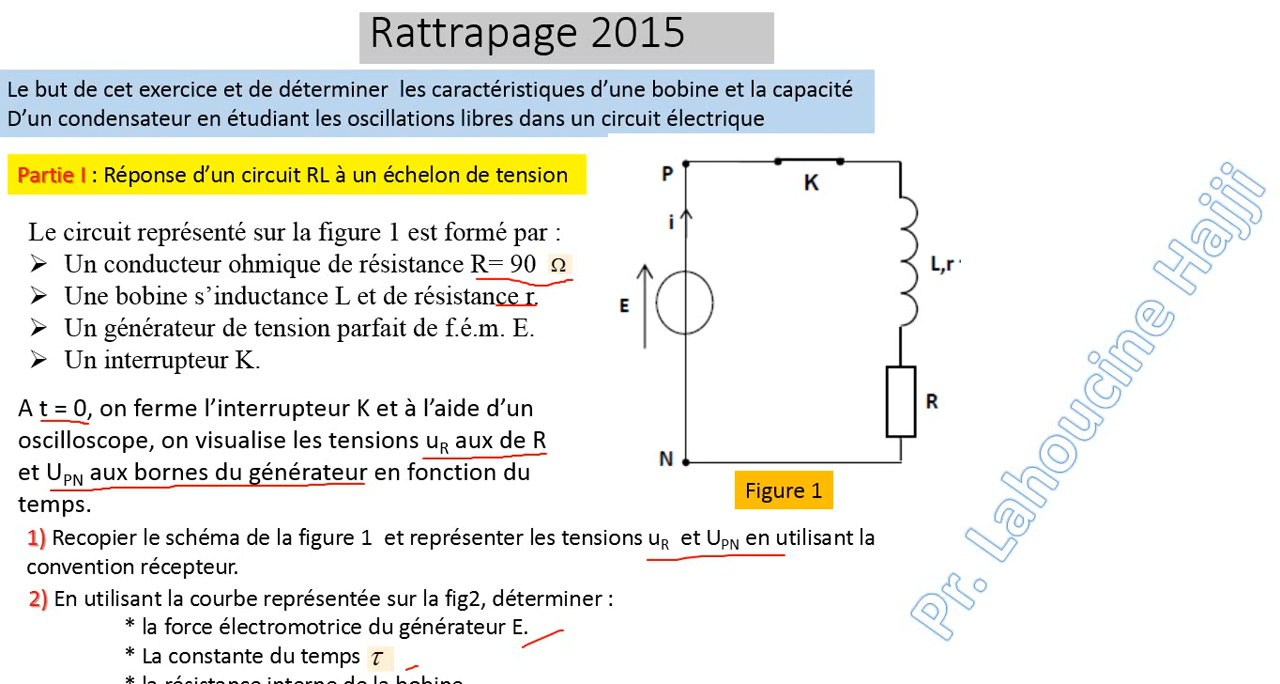 Rattrapage 2015
Le but de cet exercice et de déterminer les caractéristiques d’une bobine et la capacité
D’un condensateur en étudiant les oscillations libres dans un circuit électrique
Partie I : Réponse d’un circuit RL à un échelon de tension
Le circuit représenté sur la figure 1 est formé par :
➢ Un conducteur ohmique de résistance R= 90 Ω
➢ Une bobine s’inductance L et de résistance r.
➢ Un générateur de tension parfait de f.é.m. E.
➢ Un interrupteur K.
A t = 0, on ferme l’interrupteur K et à l’aide d’un
oscilloscope, on visualise les tensions uR aux de R
et UPN aux bornes du générateur en fonction du
temps.
P
K
i
L,r
E
R
N
Figure 1
1) Recopier le schéma de la figure 1 et représenter les tensions uR et UPN en utilisant la
convention récepteur.
2) En utilisant la courbe représentée sur la fig2, déterminer :
* la force électromotrice du générateur E.
* La constante du temps τ
* la résistance interne de la bobine
Pr. Lahoucine Hajji